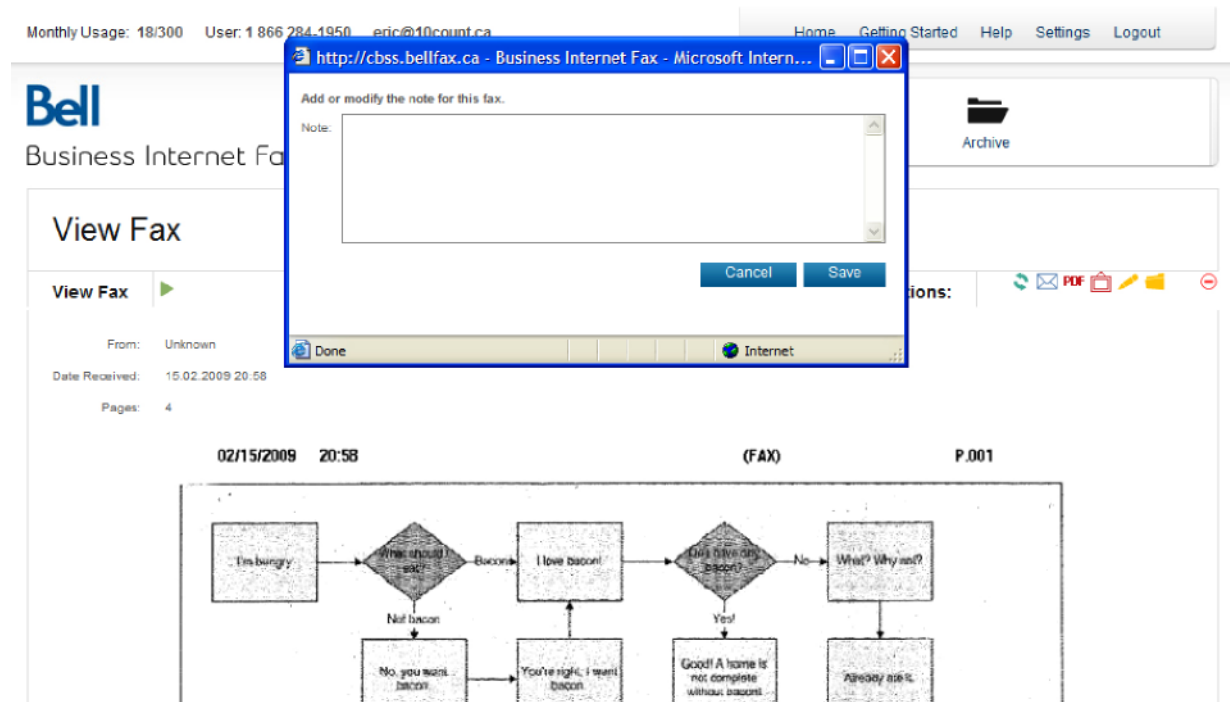 Monthly Usage: 18/300 User: 1 866 284-1950 eric@10count.ca
Home Getting Started Help Settings Logout
http://cbss.bellfax.ca - Business Internet Fax - Microsoft Intern...
Add or modify the note for this fax.
Note:
Cancel Save
Done Internet
Bell
Business Internet Fa
Archive
View Fax
View Fax
ions:
PDF
From: Unknown
Date Received: 15.02.2009 20:58
Pages: 4
02/15/2009 20:58 (FAX) P.001
I'm hungry
What should I
eat?
Bacon
I love bacon!
have any
bacon?
No
What? Why not?
Not bacon
Yes!
No, you want
bacon
You're right, I want
bacon
Good! A home is
not complete
without bacon!
Already ate it.